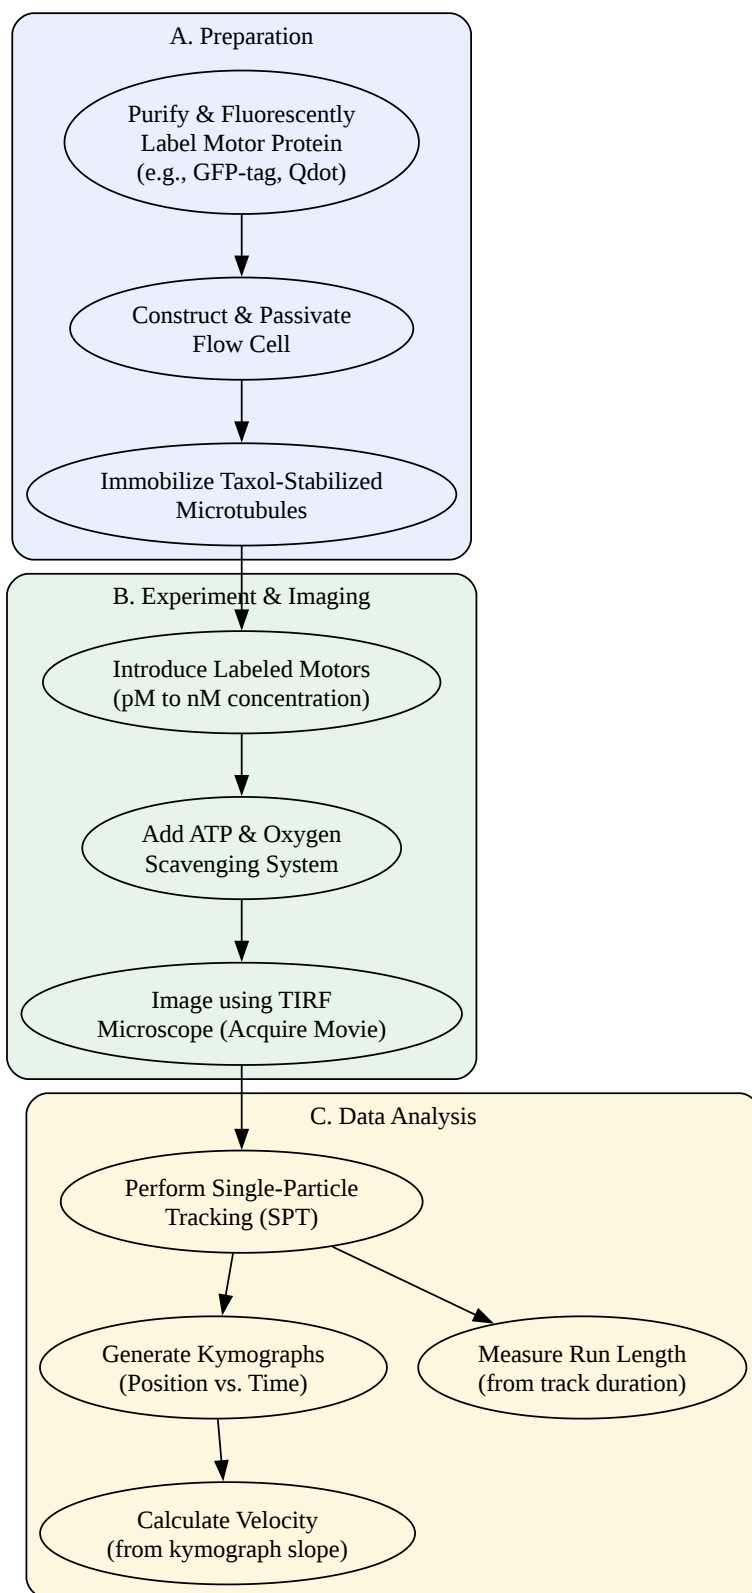 A. Preparation
Purify & Fluorescently
Label Motor Protein
(e.g., GFP-tag, Qdot)
Construct & Passivate
Flow Cell
Immobilize Taxol-Stabilized
Microtubules
B. Experiment & Imaging
Introduce Labeled Motors
(pM to nM concentration)
Add ATP & Oxygen
Scavenging System
Image using TIRF
Microscope (Acquire Movie)
C. Data Analysis
Perform Single-Particle
Tracking (SPT)
Generate Kymographs
(Position vs. Time)
Measure Run Length
(from track duration)
Calculate Velocity
(from kymograph slope)